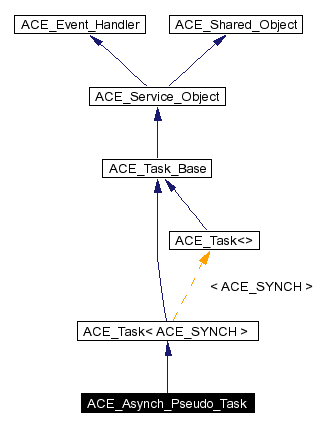 ACE_Event_Handler
ACE_Shared_Object
ACE_Service_Object
ACE_Task_Base
ACE_Task<>
< ACE_SYNCH >
ACE_Task< ACE_SYNCH >
ACE_Asynch_Pseudo_Task